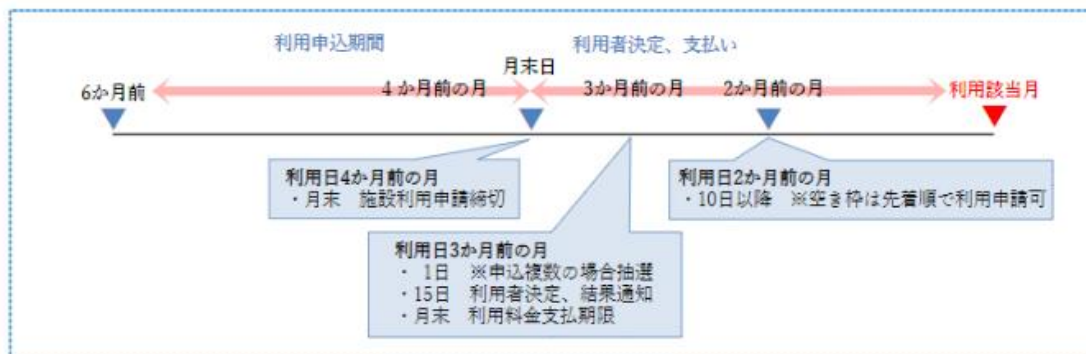 利用申込期間
利用者決定、支払い
月末日
6か月前
4か月前の月
3か月前の月
2か月前の月
利用該当月
利用日4か月前の月
・月末 施設利用申請締切
利用日2か月前の月
・10日以降 ※空き枠は先着順で利用申請可
利用日3か月前の月
・ 1日 ※申込複数の場合抽選
・15日 利用者決定、結果通知
・月末 利用料金支払期限